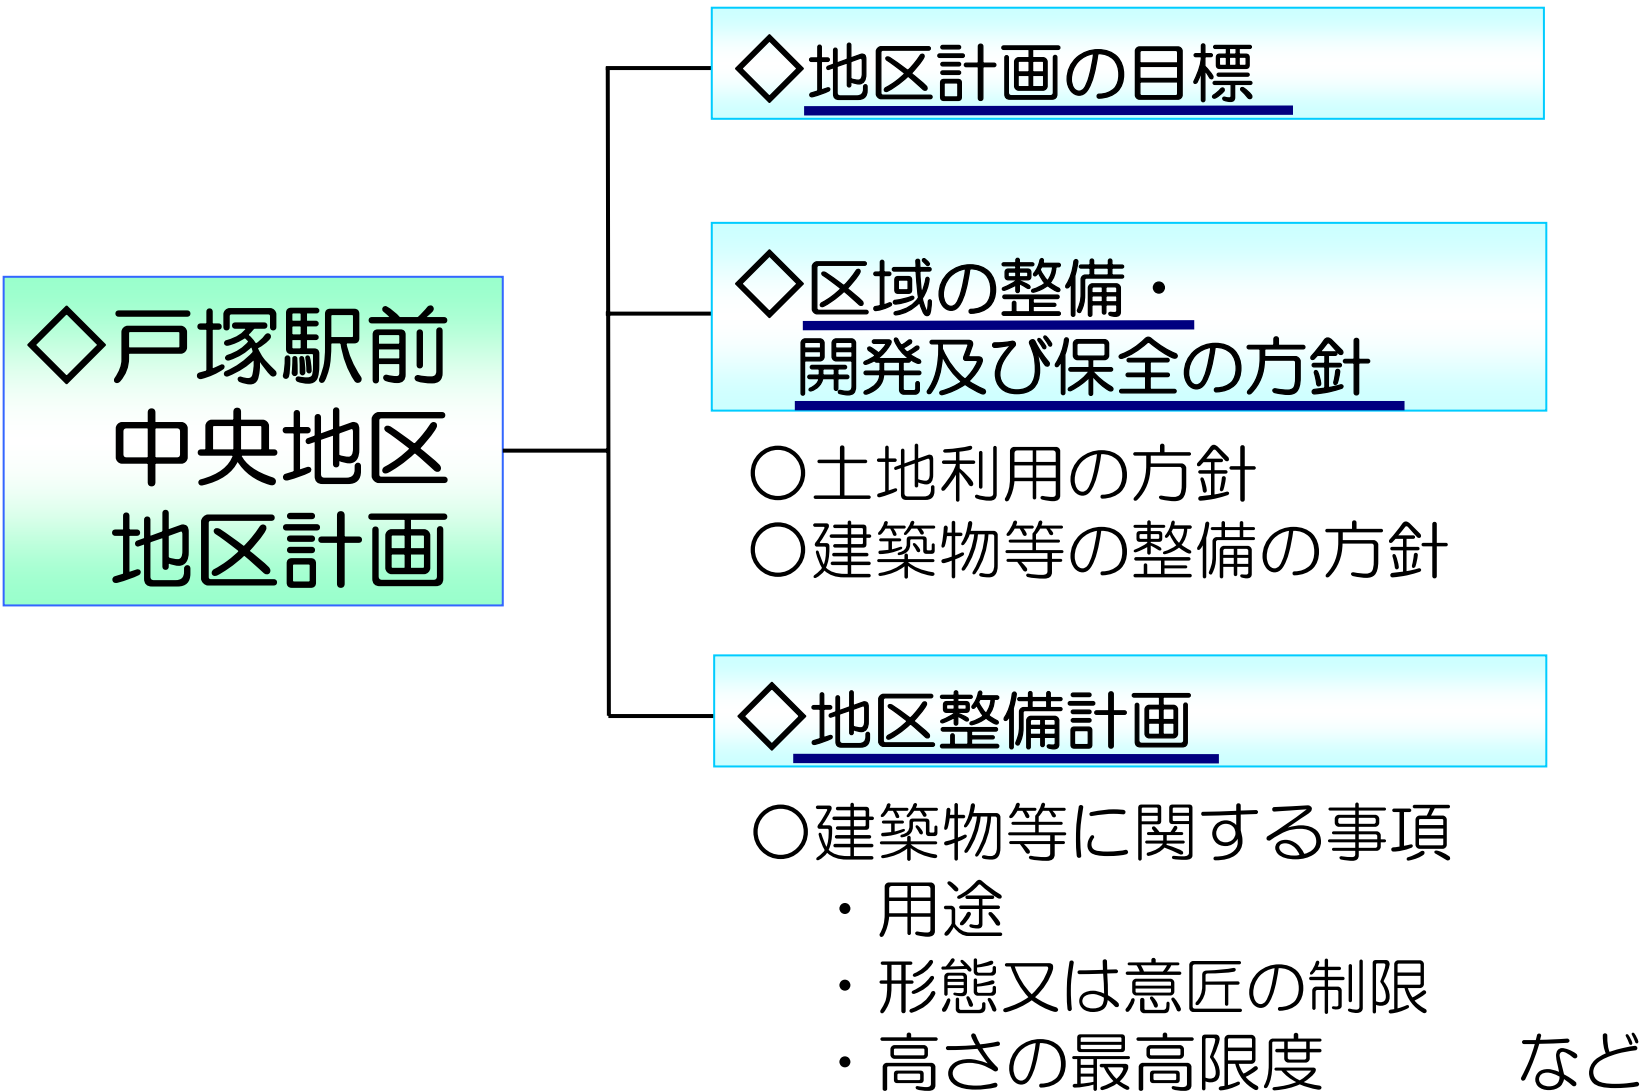 ◇戸塚駅前
中央地区
地区計画
◇地区計画の目標
◇区域の整備・
開発及び保全の方針
○土地利用の方針
○建築物等の整備の方針
◇地区整備計画
○建築物等に関する事項
・用途
・形態又は意匠の制限
・高さの最高限度　　　など